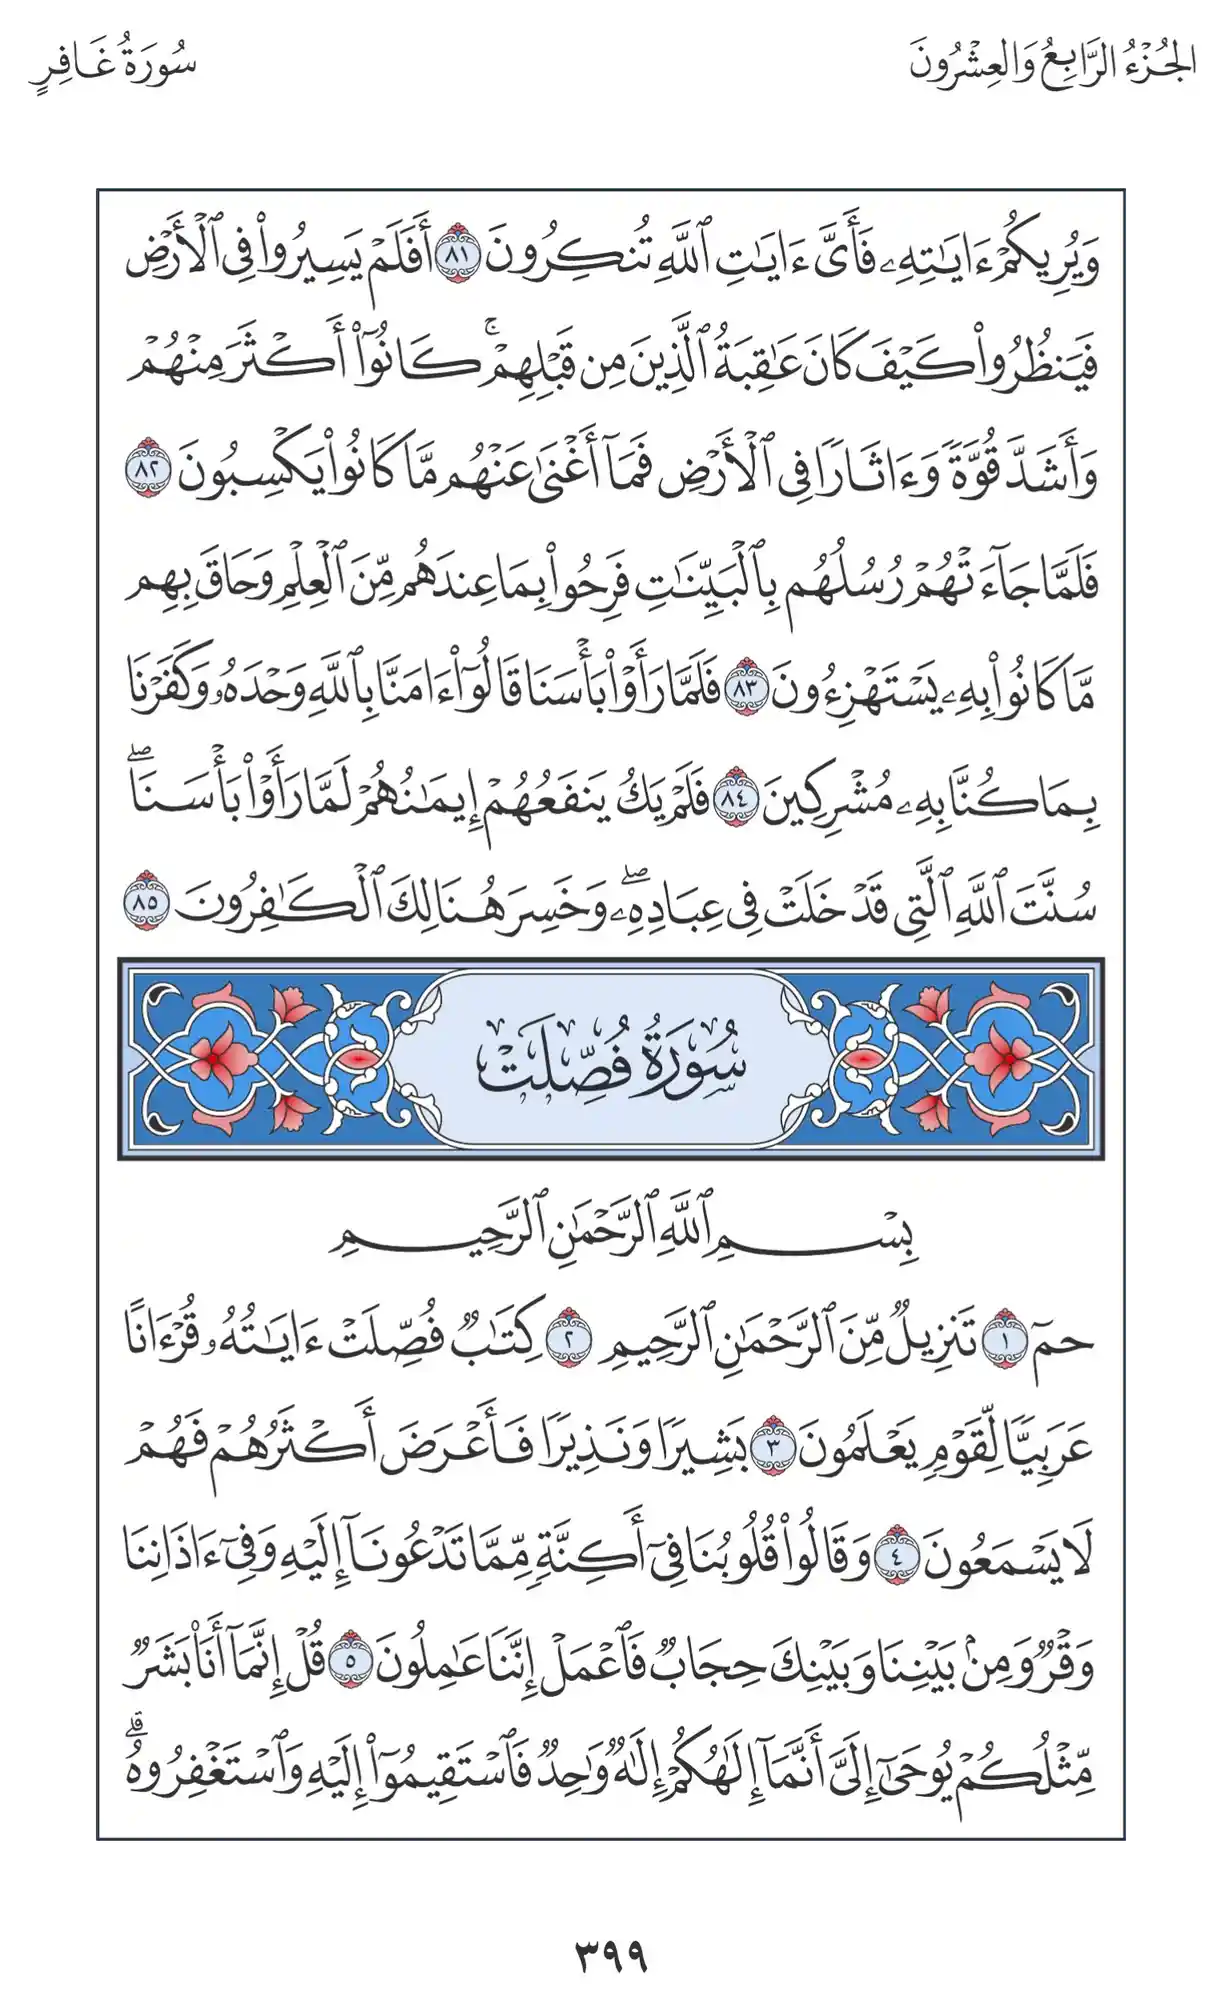 الجُزْءُ الرَّابِعُ وَالعِشْرُونَ
سُورَةُ غَافِرٍ
وَيُرِيكُمْ ءَايَٰتِهِۦ فَأَىَّ ءَايَٰتِ ٱللَّهِ تُنكِرُونَ ٨١ أَفَلَمْ يَسِيرُوا۟ فِى ٱلْأَرْضِ
فَيَنظُرُوا۟ كَيْفَ كَانَ عَٰقِبَةُ ٱلَّذِينَ مِن قَبْلِهِمْ ۚ كَانُوٓا۟ أَكْثَرَ مِنْهُمْ
وَأَشَدَّ قُوَّةً وَءَاثَارًا فِى ٱلْأَرْضِ فَمَآ أَغْنَىٰ عَنْهُم مَّا كَانُوا۟ يَكْسِبُونَ ٨٢
فَلَمَّا جَآءَتْهُمْ رُسُلُهُم بِٱلْبَيِّنَٰتِ فَرِحُوا۟ بِمَا عِندَهُم مِّنَ ٱلْعِلْمِ وَحَاقَ بِهِم
مَّا كَانُوا۟ بِهِۦ يَسْتَهْزِءُونَ ٨٣ فَلَمَّا رَأَوْا۟ بَأْسَنَا قَالُوٓا۟ ءَامَنَّا بِٱللَّهِ وَحْدَهُۥ وَكَفَرْنَا
بِمَا كُنَّا بِهِۦ مُشْرِكِينَ ٨٤ فَلَمْ يَكُ يَنفَعُهُمْ إِيمَٰنُهُمْ لَمَّا رَأَوْا۟ بَأْسَنَا ۖ
سُنَّتَ ٱللَّهِ ٱلَّتِى قَدْ خَلَتْ فِى عِبَادِهِۦ ۖ وَخَسِرَ هُنَالِكَ ٱلْكَٰفِرُونَ ٨٥
سُورَةُ فُصِّلَتْ
بِسْمِ ٱللَّهِ ٱلرَّحْمَٰنِ ٱلرَّحِيمِ
حمٓ ١ تَنزِيلٌ مِّنَ ٱلرَّحْمَٰنِ ٱلرَّحِيمِ ٢ كِتَٰبٌ فُصِّلَتْ ءَايَٰتُهُۥ قُرْءَانًا
عَرَبِيًّا لِّقَوْمٍ يَعْلَمُونَ ٣ بَشِيرًا وَنَذِيرًا فَأَعْرَضَ أَكْثَرُهُمْ فَهُمْ
لَا يَسْمَعُونَ ٤ وَقَالُوا۟ قُلُوبُنَا فِىٓ أَكِنَّةٍ مِّمَّا تَدْعُونَآ إِلَيْهِ وَفِىٓ ءَاذَانِنَا
وَقْرٌ وَمِنۢ بَيْنِنَا وَبَيْنِكَ حِجَابٌ فَٱعْمَلْ إِنَّنَا عَٰمِلُونَ ٥ قُلْ إِنَّمَآ أَنَا۠ بَشَرٌ
مِّثْلُكُمْ يُوحَىٰٓ إِلَىَّ أَنَّمَآ إِلَٰهُكُمْ إِلَٰهٌ وَٰحِدٌ فَٱسْتَقِيمُوٓا۟ إِلَيْهِ وَٱسْتَغْفِرُوهُ ۗ
٣٩٩